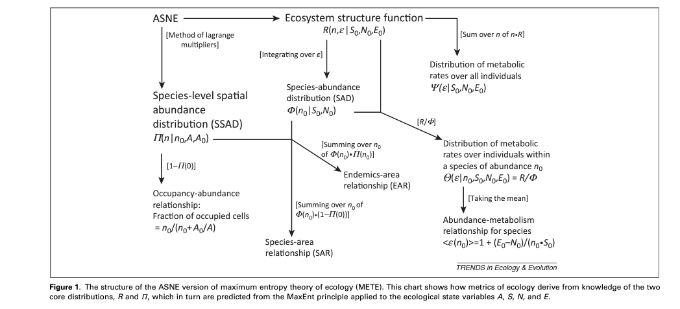 ASNE
Ecosystem structure function
R(n,ε|S₀,N₀,E₀)
[Method of lagrange
multipliers]
[Integrating over ε]
[Sum over n of n•R]
Distribution of metabolic
rates over all individuals
Ψ(ε|S₀,N₀,E₀)
Species-level spatial
abundance
distribution (SSAD)
Π(n|n₀,A,A₀)
Species-abundance
distribution (SAD)
Φ(n₀|S₀,N₀)
[R/Φ]
[1–Π(0)]
[Summing over n₀
of Φ(n₀)•Π(n₀)]
Endemics-area
relationship (EAR)
Distribution of metabolic
rates over individuals within
a species of abundance n₀
Θ(ε|n₀,S₀,N₀,E₀) = R/Φ
[Taking the mean]
Occupancy-abundance
relationship:
Fraction of occupied cells
= n₀/(n₀+A₀/A)
[Summing over n₀ of
Φ(n₀)•(1–Π(0))]
Species-area
relationship (SAR)
Abundance-metabolism
relationship for species
<ε(n₀)>=1 + (E₀–N₀)/(n₀•S₀)
TRENDS in Ecology & Evolution
Figure 1. The structure of the ASNE version of maximum entropy theory of ecology (METE). This chart shows how metrics of ecology derive from knowledge of the two
core distributions, R and Π, which in turn are predicted from the MaxEnt principle applied to the ecological state variables A, S, N, and E.